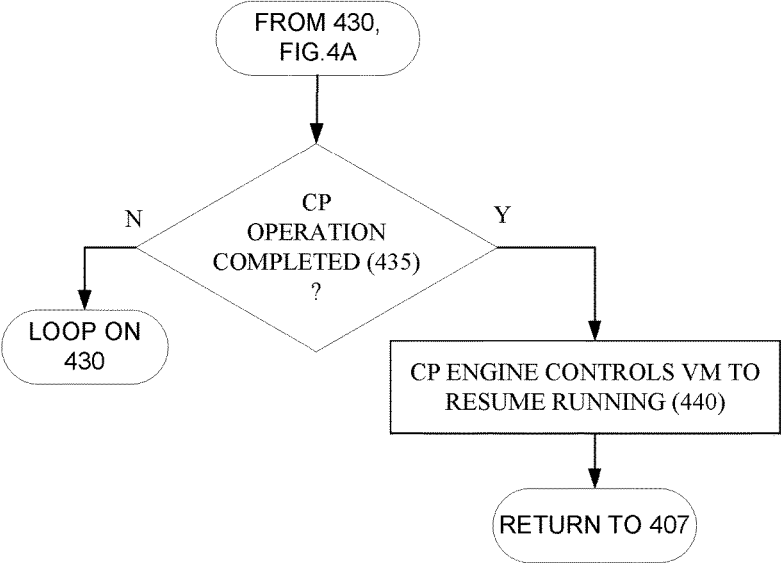 FROM 430,
FIG.4A
CP
OPERATION
COMPLETED (435)
?
N
Y
LOOP ON
430
CP ENGINE CONTROLS VM TO
RESUME RUNNING (440)
RETURN TO 407